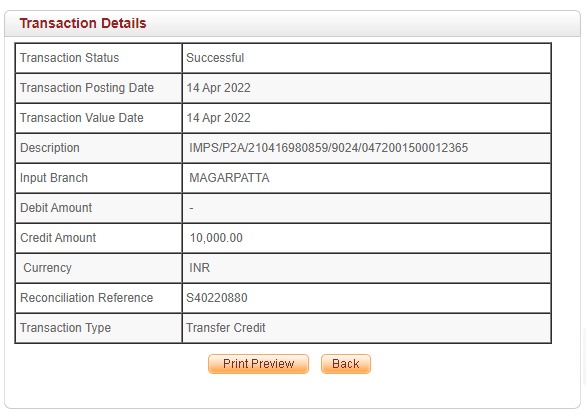 Transaction Details
Transaction Status Successful
Transaction Posting Date 14 Apr 2022
Transaction Value Date 14 Apr 2022
Description IMPS/P2A/210416980859/9024/0472001500012365
Input Branch MAGARPATTA
Debit Amount -
Credit Amount 10,000.00
Currency INR
Reconciliation Reference S40220880
Transaction Type Transfer Credit
Print Preview Back